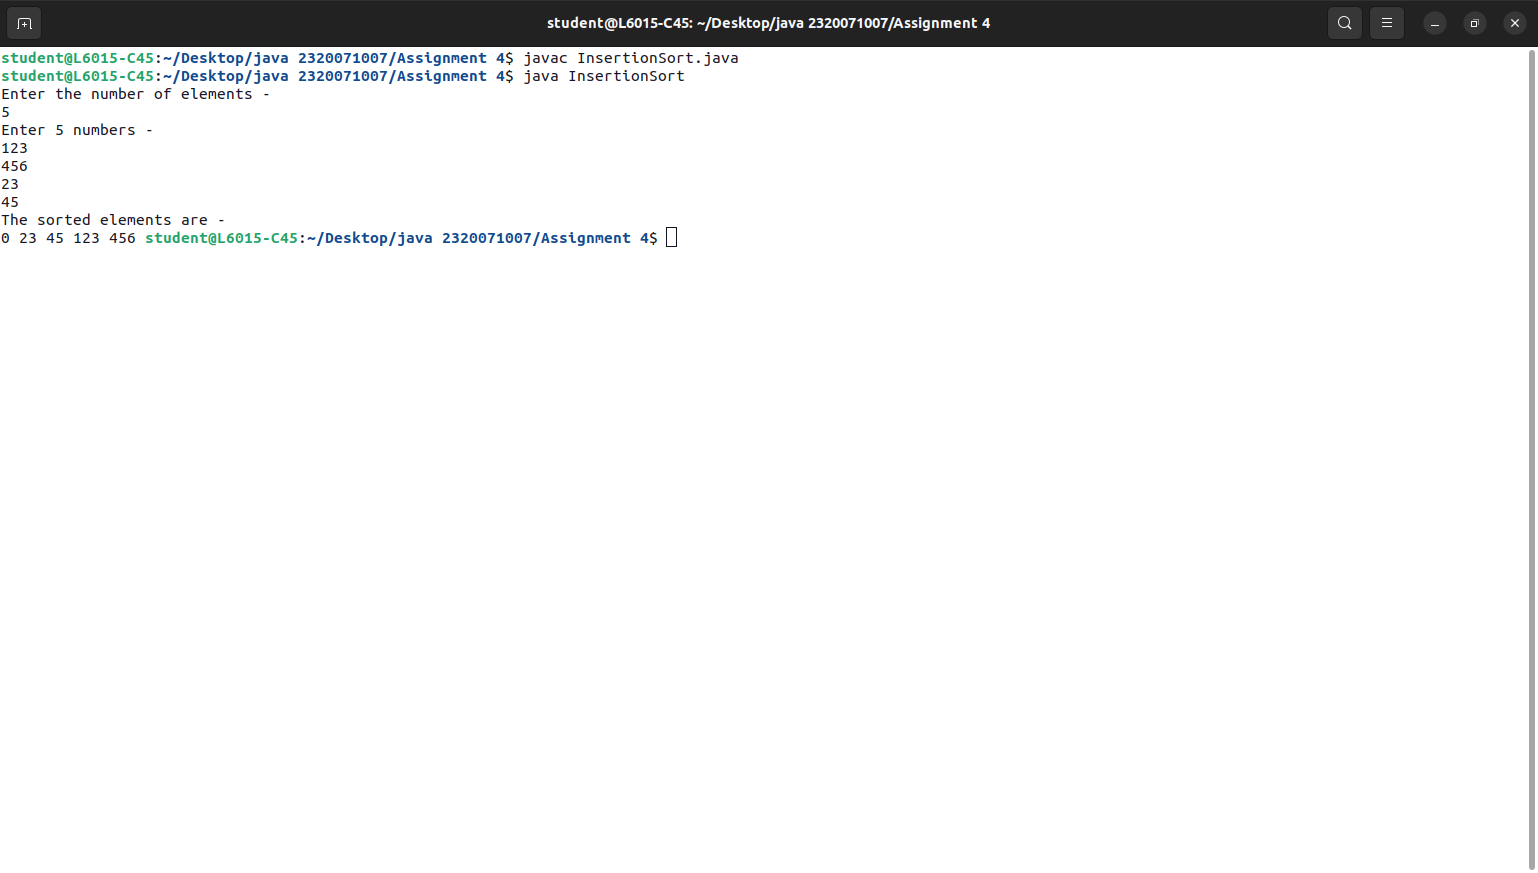 student@L6015-C45: ~/Desktop/java 2320071007/Assignment 4
student@L6015-C45:~/Desktop/java 2320071007/Assignment 4$ javac InsertionSort.java
student@L6015-C45:~/Desktop/java 2320071007/Assignment 4$ java InsertionSort
Enter the number of elements -
5
Enter 5 numbers -
123
456
23
45
The sorted elements are -
0 23 45 123 456 student@L6015-C45:~/Desktop/java 2320071007/Assignment 4$